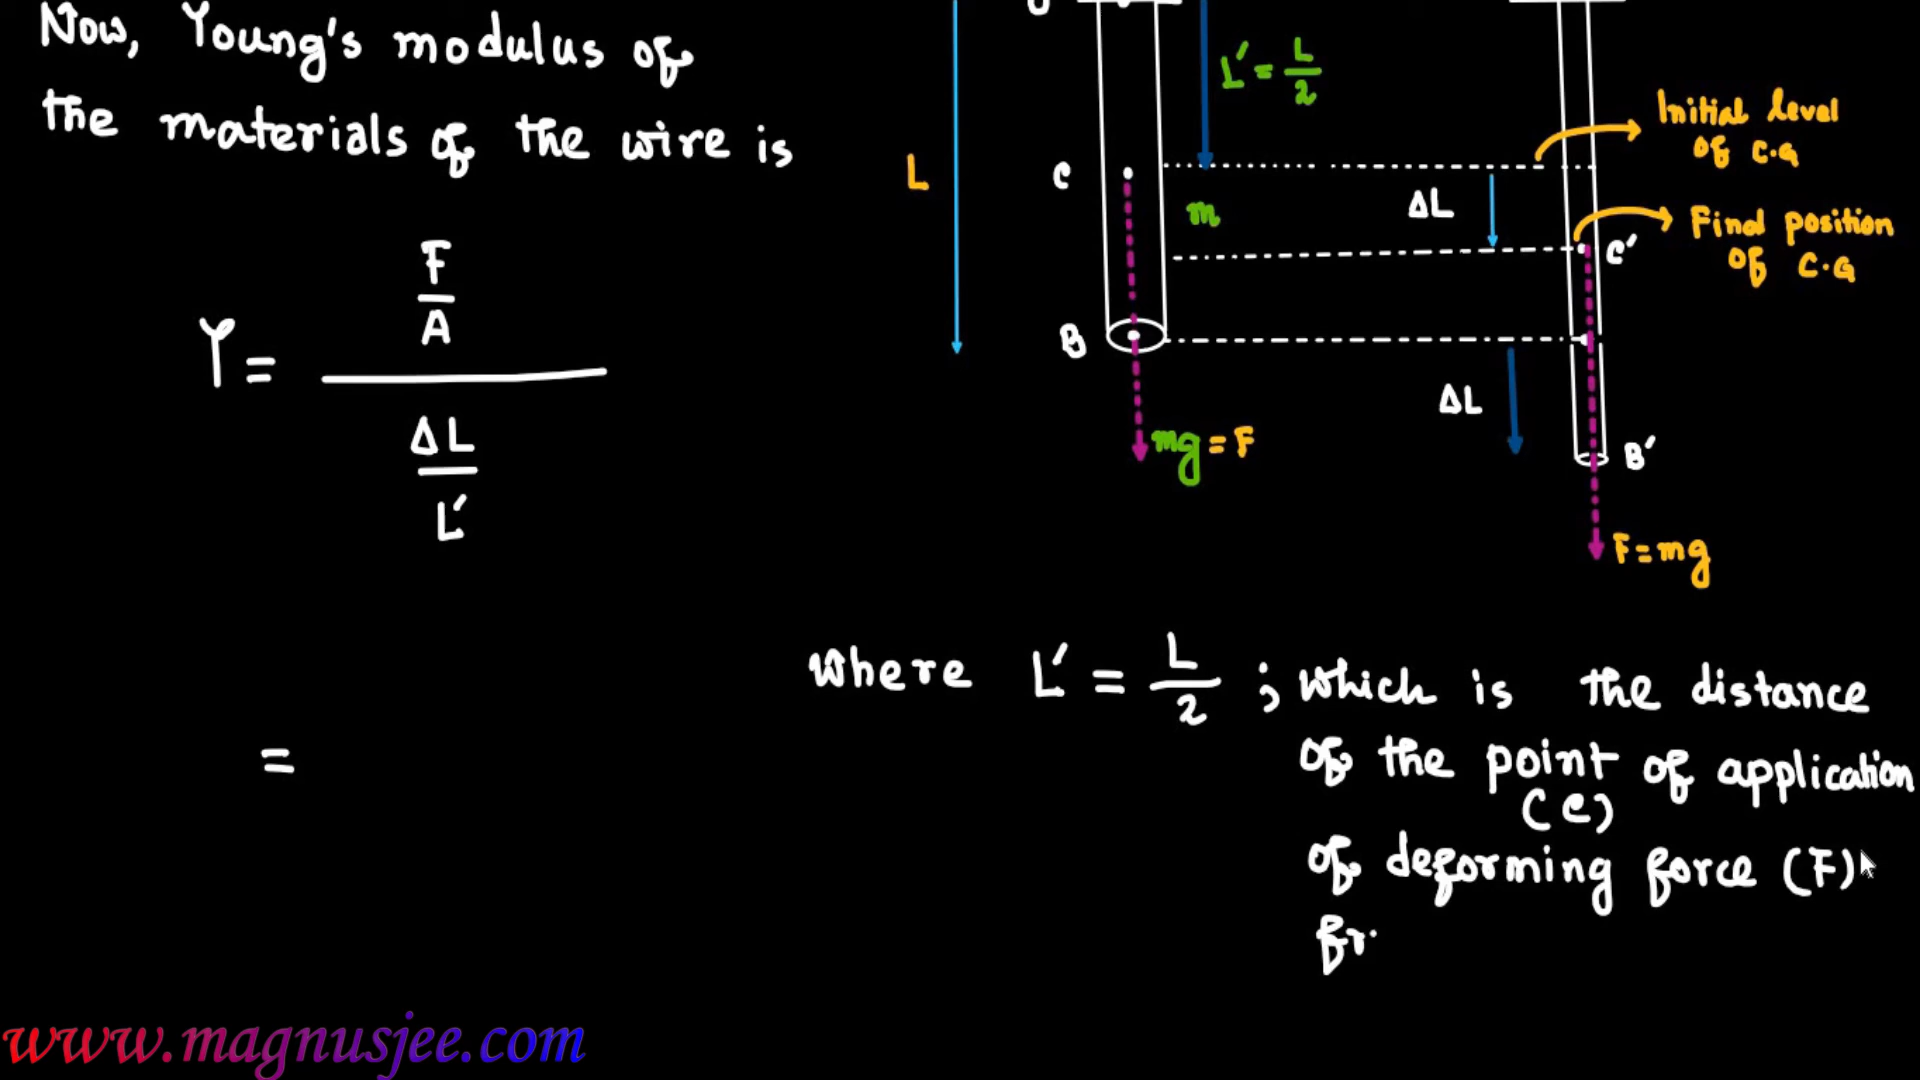 Now, Young's modulus of
the materials of the wire is
Y =
F
A
ΔL
L'
=
L
L' = L/2
C
m
B
mg = F
ΔL
ΔL
Initial level
of C.G
Final position
of C.G
C'
B'
F = mg
where L' = L/2 ; which is the distance
of the point of application
(C)
of deforming force (F)
fr
www.magnusjee.com